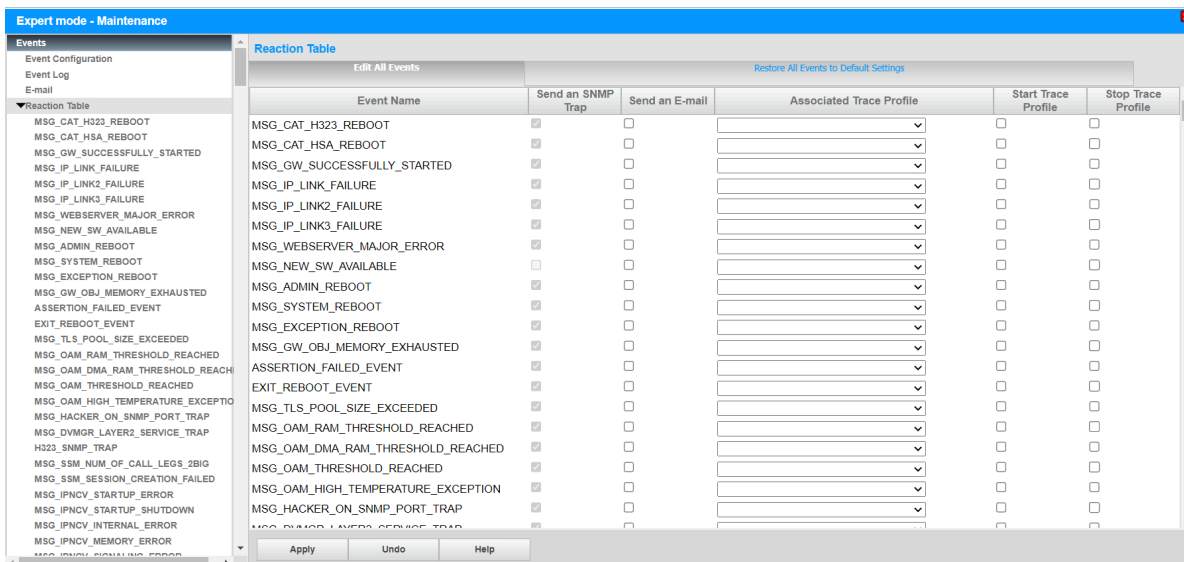 Expert mode - Maintenance
Events
Event Configuration
Event Log
E-mail
Reaction Table
MSG_CAT_H323_REBOOT
MSG_CAT_HSA_REBOOT
MSG_GW_SUCCESSFULLY_STARTED
MSG_IP_LINK_FAILURE
MSG_IP_LINK2_FAILURE
MSG_IP_LINK3_FAILURE
MSG_WEBSERVER_MAJOR_ERROR
MSG_NEW_SW_AVAILABLE
MSG_ADMIN_REBOOT
MSG_SYSTEM_REBOOT
MSG_EXCEPTION_REBOOT
MSG_GW_OBJ_MEMORY_EXHAUSTED
ASSERTION_FAILED_EVENT
EXIT_REBOOT_EVENT
MSG_TLS_POOL_SIZE_EXCEEDED
MSG_OAM_RAM_THRESHOLD_REACHED
MSG_OAM_DMA_RAM_THRESHOLD_REACH
MSG_OAM_THRESHOLD_REACHED
MSG_OAM_HIGH_TEMPERATURE_EXCEPTIO
MSG_HACKER_ON_SNMP_PORT_TRAP
MSG_DVMGR_LAYER2_SERVICE_TRAP
H323_SNMP_TRAP
MSG_SSM_NUM_OF_CALL_LEGS_2BIG
MSG_SSM_SESSION_CREATION_FAILED
MSG_IPNCV_STARTUP_ERROR
MSG_IPNCV_STARTUP_SHUTDOWN
MSG_IPNCV_INTERNAL_ERROR
MSG_IPNCV_MEMORY_ERROR
MSG_IPNCV_SIGNALING_ERROR
Reaction Table
Edit All Events Restore All Events to Default Settings
Event Name Send an SNMP Trap Send an E-mail Associated Trace Profile Start Trace Profile Stop Trace Profile
MSG_CAT_H323_REBOOT
MSG_CAT_HSA_REBOOT
MSG_GW_SUCCESSFULLY_STARTED
MSG_IP_LINK_FAILURE
MSG_IP_LINK2_FAILURE
MSG_IP_LINK3_FAILURE
MSG_WEBSERVER_MAJOR_ERROR
MSG_NEW_SW_AVAILABLE
MSG_ADMIN_REBOOT
MSG_SYSTEM_REBOOT
MSG_EXCEPTION_REBOOT
MSG_GW_OBJ_MEMORY_EXHAUSTED
ASSERTION_FAILED_EVENT
EXIT_REBOOT_EVENT
MSG_TLS_POOL_SIZE_EXCEEDED
MSG_OAM_RAM_THRESHOLD_REACHED
MSG_OAM_DMA_RAM_THRESHOLD_REACHED
MSG_OAM_THRESHOLD_REACHED
MSG_OAM_HIGH_TEMPERATURE_EXCEPTION
MSG_HACKER_ON_SNMP_PORT_TRAP
MSG_DVMGR_LAYER2_SERVICE_TRAP
Apply Undo Help